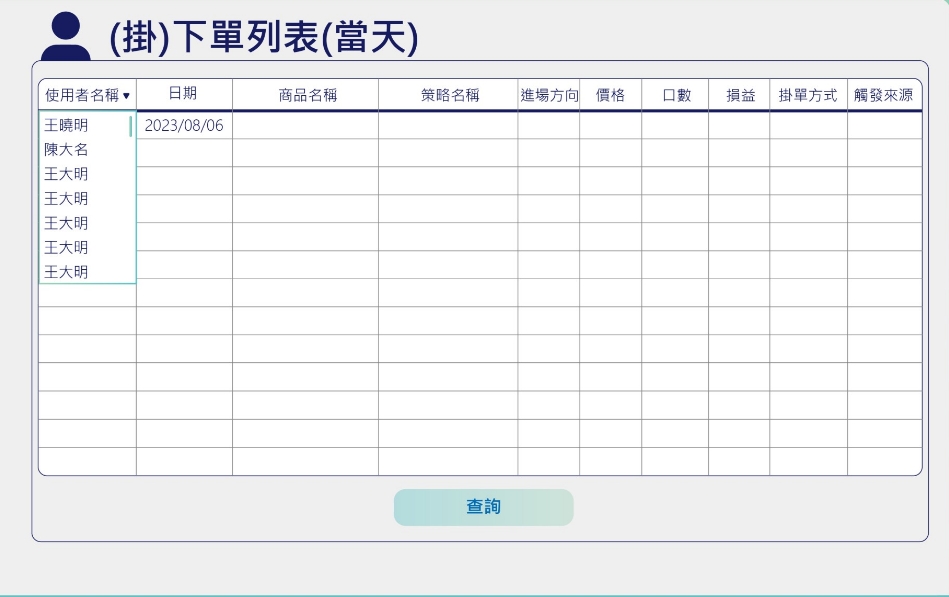 (掛)下單列表(當天)
使用者名稱▼ 日期 商品名稱 策略名稱 進場方向 價格 口數 損益 掛單方式 觸發來源
王曉明 2023/08/06
陳大名
王大明
王大明
王大明
王大明
王大明
查詢